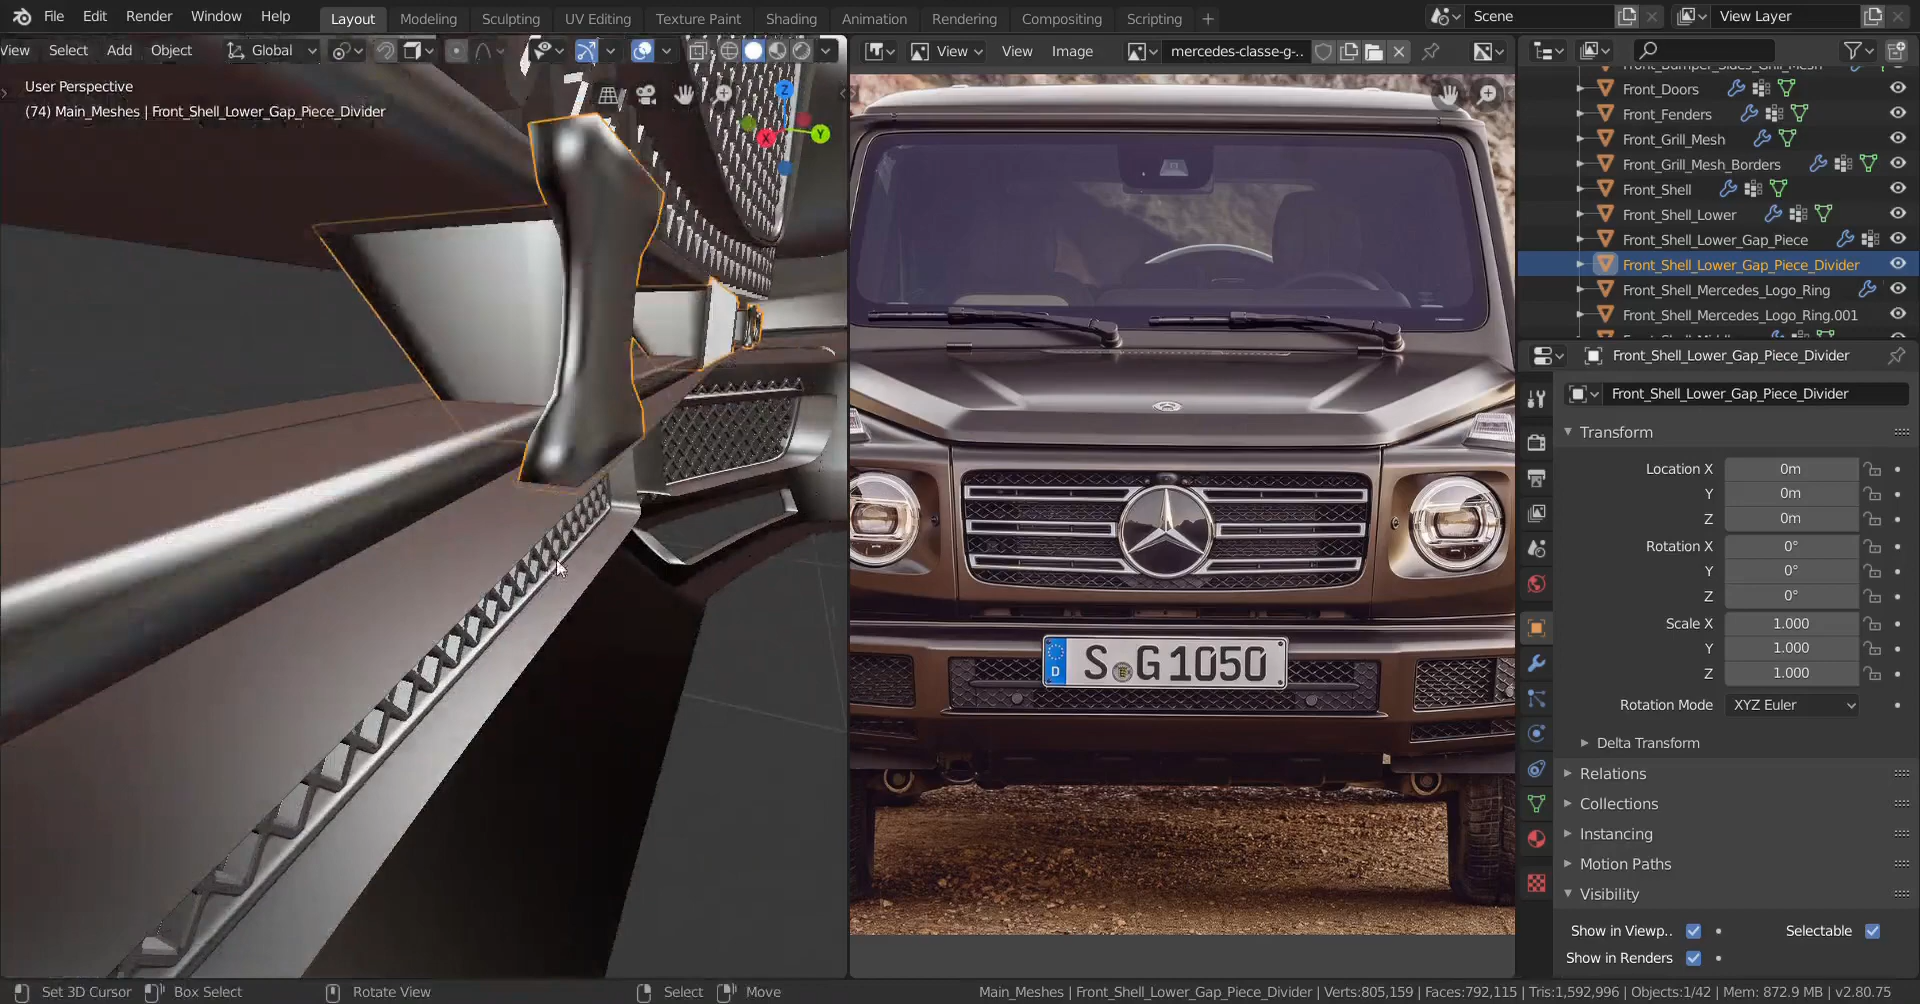 File Edit Render Window Help Layout Modeling Sculpting UV Editing Texture Paint Shading Animation Rendering Compositing Scripting + Scene View Layer
View Select Add Object Global View View Image mercedes-classe-g-..
User Perspective
(74) Main_Meshes | Front_Shell_Lower_Gap_Piece_Divider
Z
X
Y
S G 1050
D
Front_Bumper_Sides_Grill_Mesh
Front_Doors
Front_Fenders
Front_Grill_Mesh
Front_Grill_Mesh_Borders
Front_Shell
Front_Shell_Lower
Front_Shell_Lower_Gap_Piece
Front_Shell_Lower_Gap_Piece_Divider
Front_Shell_Mercedes_Logo_Ring
Front_Shell_Mercedes_Logo_Ring.001
Front_Shell_Lower_Gap_Piece_Divider
Front_Shell_Lower_Gap_Piece_Divider
Transform
Location X 0m
Y 0m
Z 0m
Rotation X 0°
Y 0°
Z 0°
Scale X 1.000
Y 1.000
Z 1.000
Rotation Mode XYZ Euler
Delta Transform
Relations
Collections
Instancing
Motion Paths
Visibility
Show in Viewp.. Selectable
Show in Renders
Set 3D Cursor Box Select Rotate View Select Move Main_Meshes | Front_Shell_Lower_Gap_Piece_Divider | Verts:805,159 | Faces:792,115 | Tris:1,592,996 | Objects:1/42 | Mem: 872.9 MB | v2.80.75